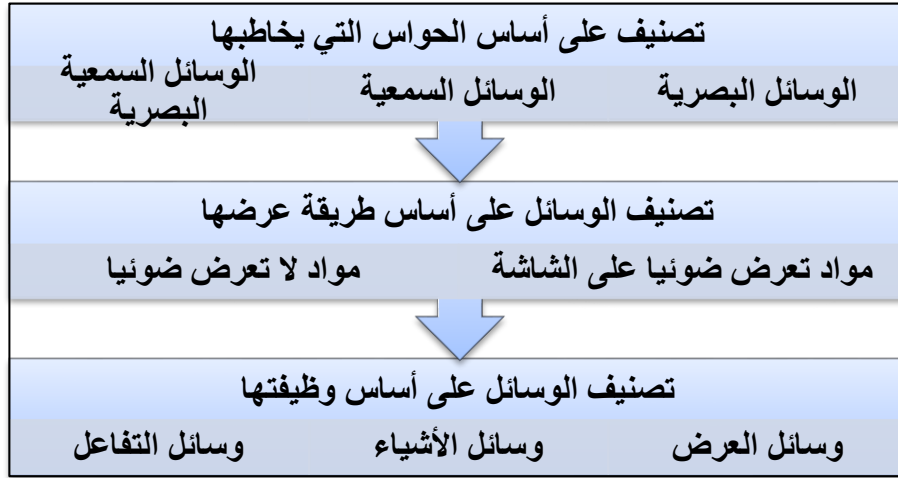 تصنيف على أساس الحواس التي يخاطبها
الوسائل البصرية
الوسائل السمعية
الوسائل السمعية
البصرية
تصنيف الوسائل على أساس طريقة عرضها
مواد تعرض ضوئيا على الشاشة
مواد لا تعرض ضوئيا
تصنيف الوسائل على أساس وظيفتها
وسائل العرض
وسائل الأشياء
وسائل التفاعل